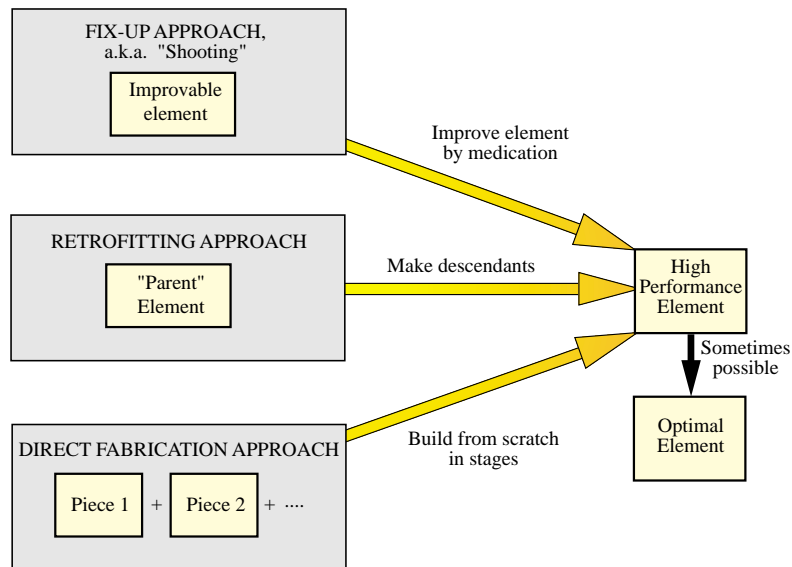 FIX-UP APPROACH,
a.k.a. "Shooting"
Improvable
element
Improve element
by medication
RETROFITTING APPROACH
"Parent"
Element
Make descendants
High
Performance
Element
Sometimes
possible
Optimal
Element
DIRECT FABRICATION APPROACH
Piece 1 + Piece 2 + ....
Build from scratch
in stages